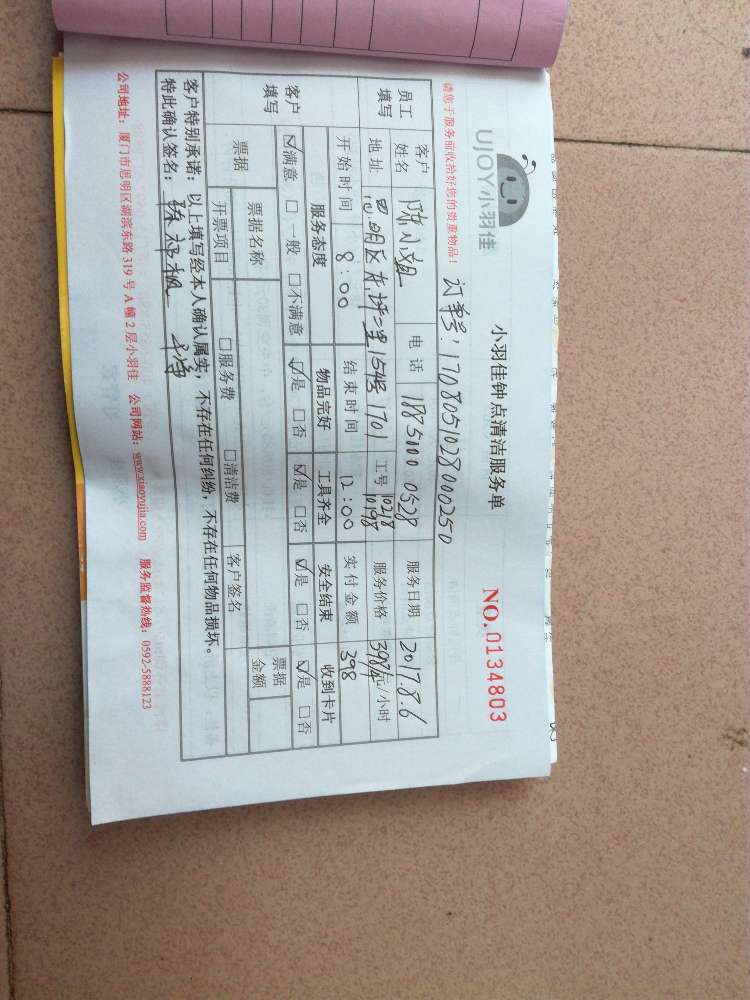 UJOY小羽佳
小羽佳钟点清洁服务单
NO.0134803
请您于服务前收拾好您的贵重物品！
订单号：1708051028000250
员工填写
客户姓名 陈小姐 电话 1185000 0528 服务日期 2017.8.6
地址 思明区 154号1701 工号 10218 10198 服务价格 398/4元/小时
开始时间 8:00 结束时间 12:00 实付金额 398
客户填写
服务态度 物品完好 工具齐全 安全结束 收到卡片
☑满意 □一般 □不满意 ☑是 □否 ☑是 □否 ☑是 □否 ☑是 □否
票据 票据名称 客户签名 票据金额
开票项目 □服务费 □清洁费
客户特别承诺：以上填写经本人确认属实，不存在任何纠纷，不存在任何物品损坏。
特此确认签名：
公司地址：厦门市思明区湖滨东路319号A幢2层小羽佳 公司网站：www.xiaoyujia.com 服务监督热线：0592-5888123